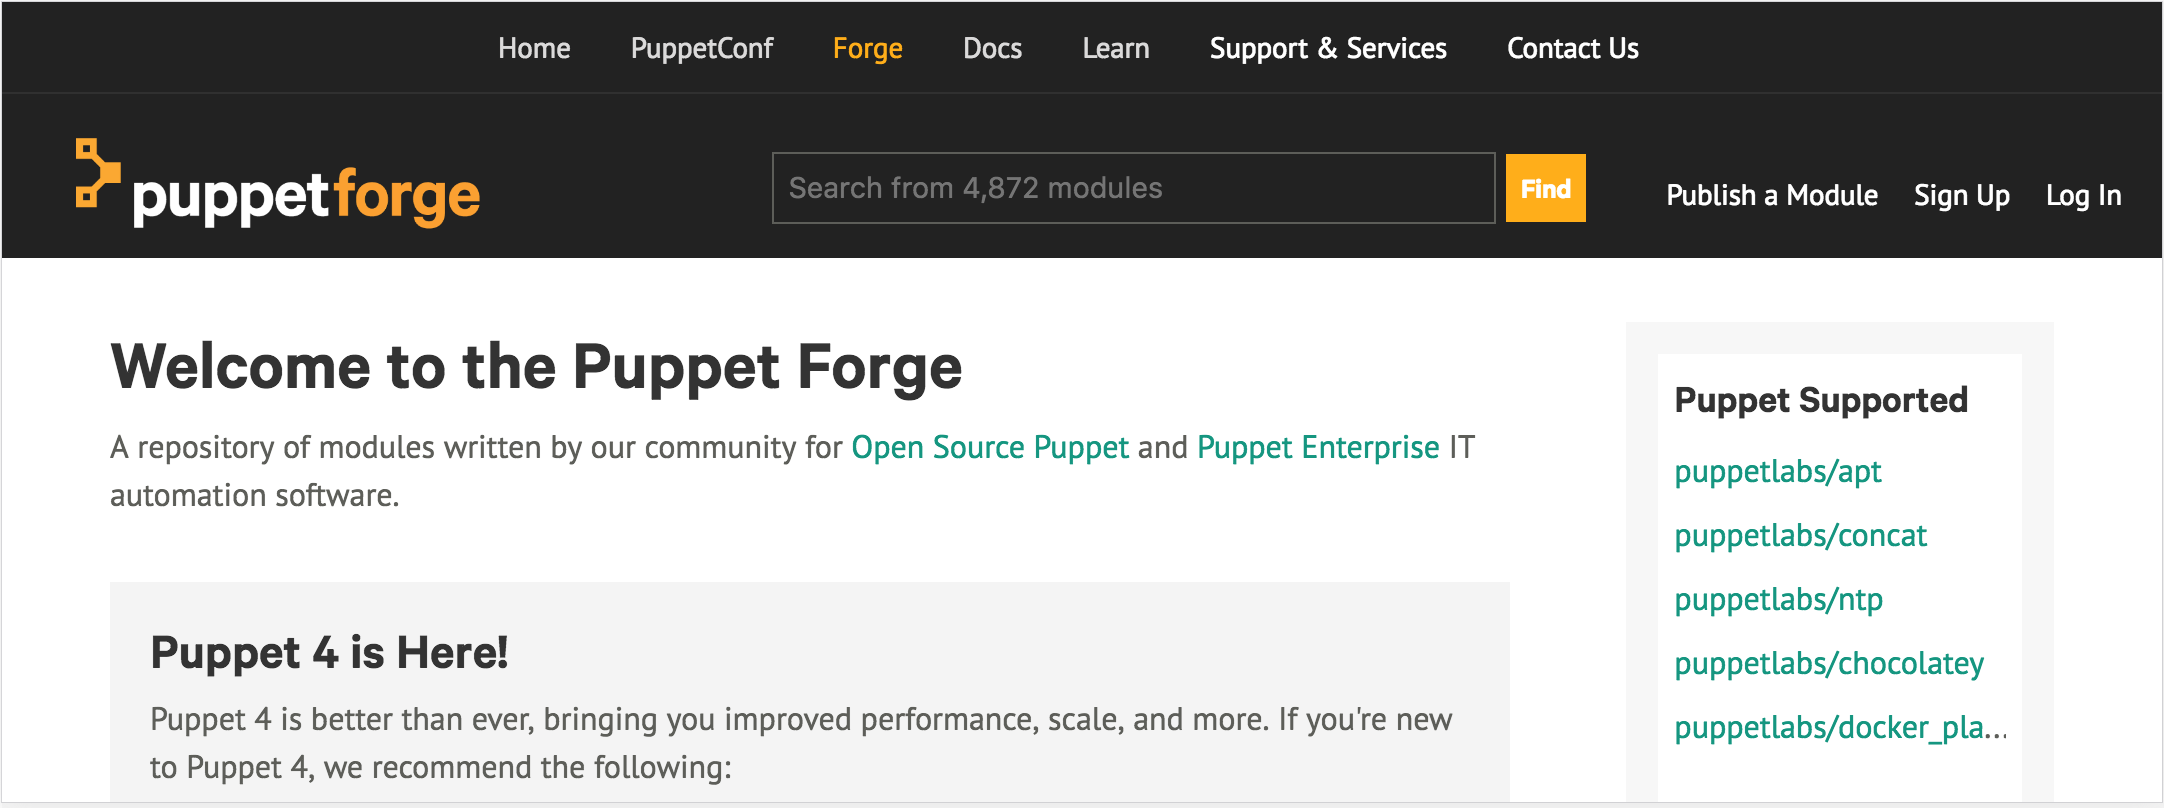 Home PuppetConf Forge Docs Learn Support & Services Contact Us
puppetforge
Search from 4,872 modules
Find
Publish a Module Sign Up Log In
Welcome to the Puppet Forge
A repository of modules written by our community for Open Source Puppet and Puppet Enterprise IT
automation software.
Puppet 4 is Here!
Puppet 4 is better than ever, bringing you improved performance, scale, and more. If you're new
to Puppet 4, we recommend the following:
Puppet Supported
puppetlabs/apt
puppetlabs/concat
puppetlabs/ntp
puppetlabs/chocolatey
puppetlabs/docker_pla...